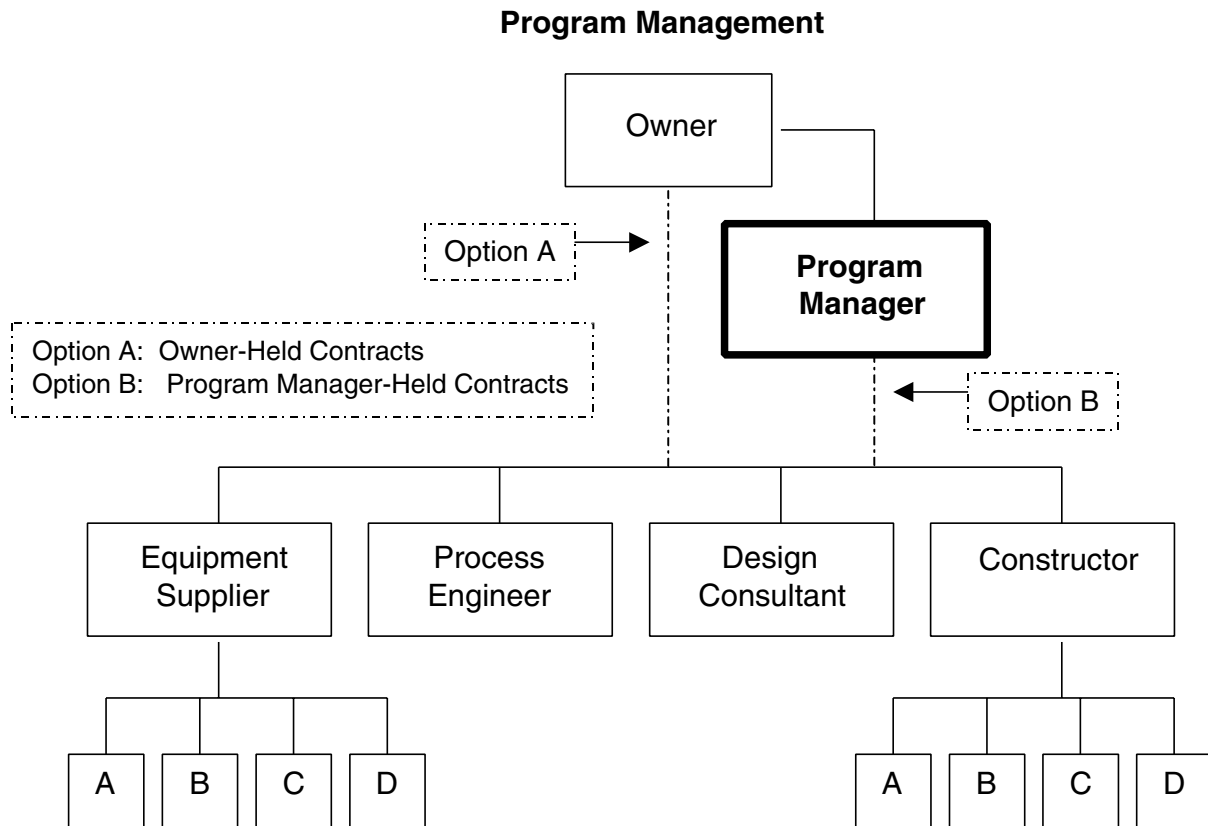 Program Management
Owner
Option A
Program
Manager
Option A: Owner-Held Contracts
Option B: Program Manager-Held Contracts
Option B
Equipment
Supplier
Process
Engineer
Design
Consultant
Constructor
A
B
C
D
A
B
C
D